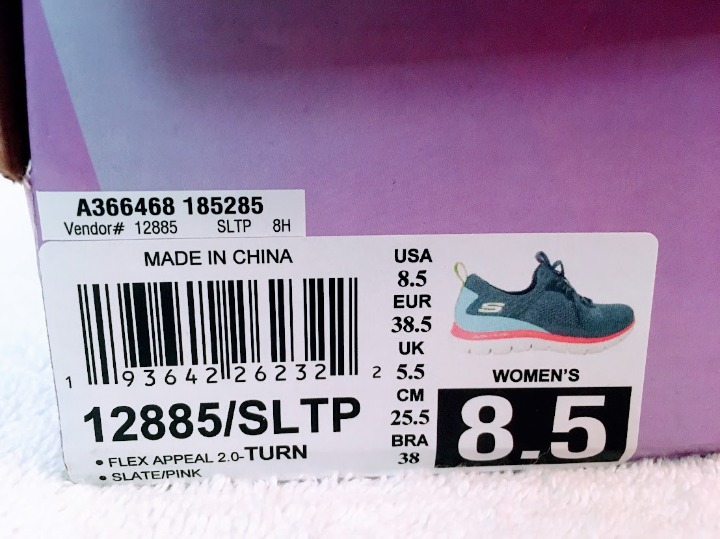 A366468 185285
Vendor# 12885 SLTP 8H
MADE IN CHINA
1 93642 26232 2
12885/SLTP
• FLEX APPEAL 2.0-TURN
• SLATE/PINK
USA
8.5
EUR
38.5
UK
5.5
CM
25.5
BRA
38
WOMEN'S
8.5